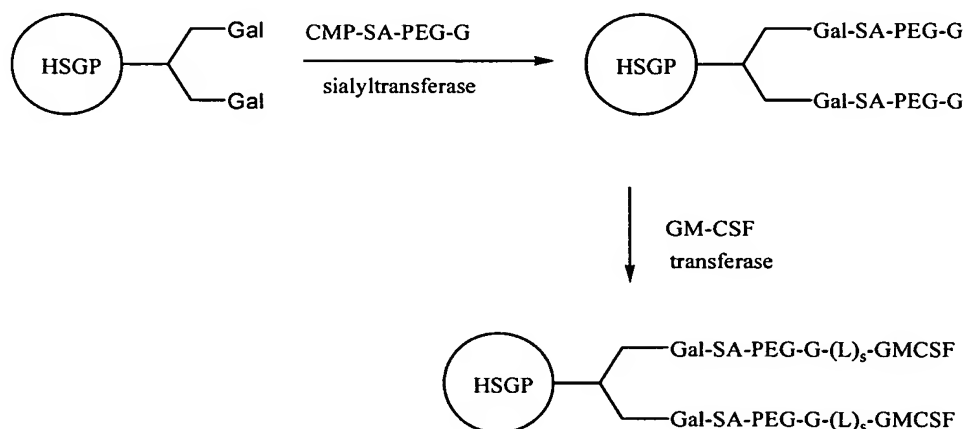 Gal
HSGP
Gal
CMP-SA-PEG-G
sialyltransferase
Gal-SA-PEG-G
HSGP
Gal-SA-PEG-G
GM-CSF
transferase
Gal-SA-PEG-G-(L)s-GMCSF
HSGP
Gal-SA-PEG-G-(L)s-GMCSF